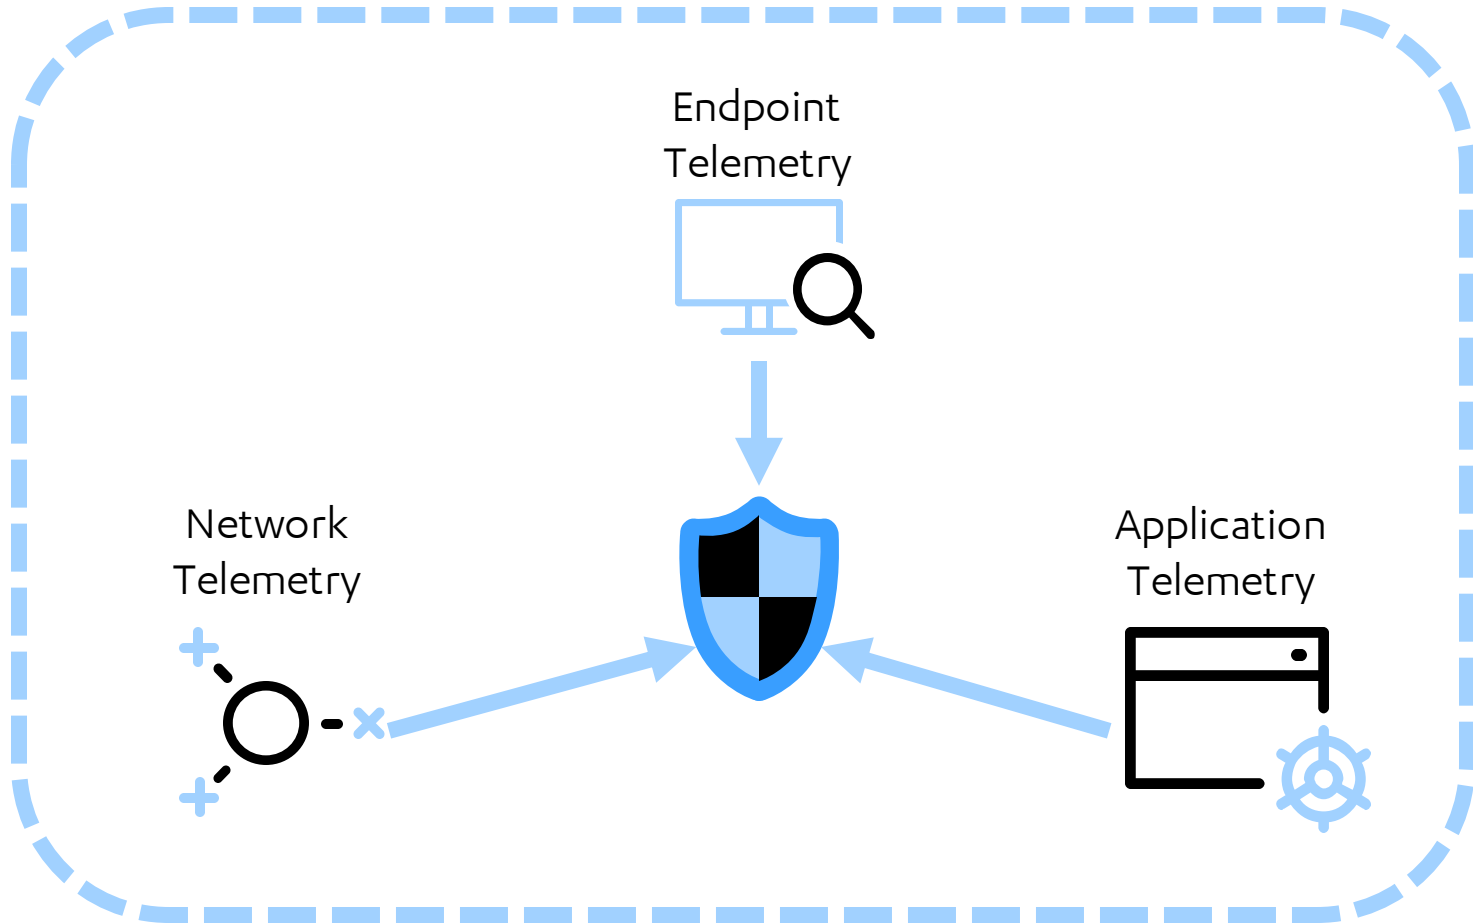 Endpoint
Telemetry
Network
Telemetry
Application
Telemetry